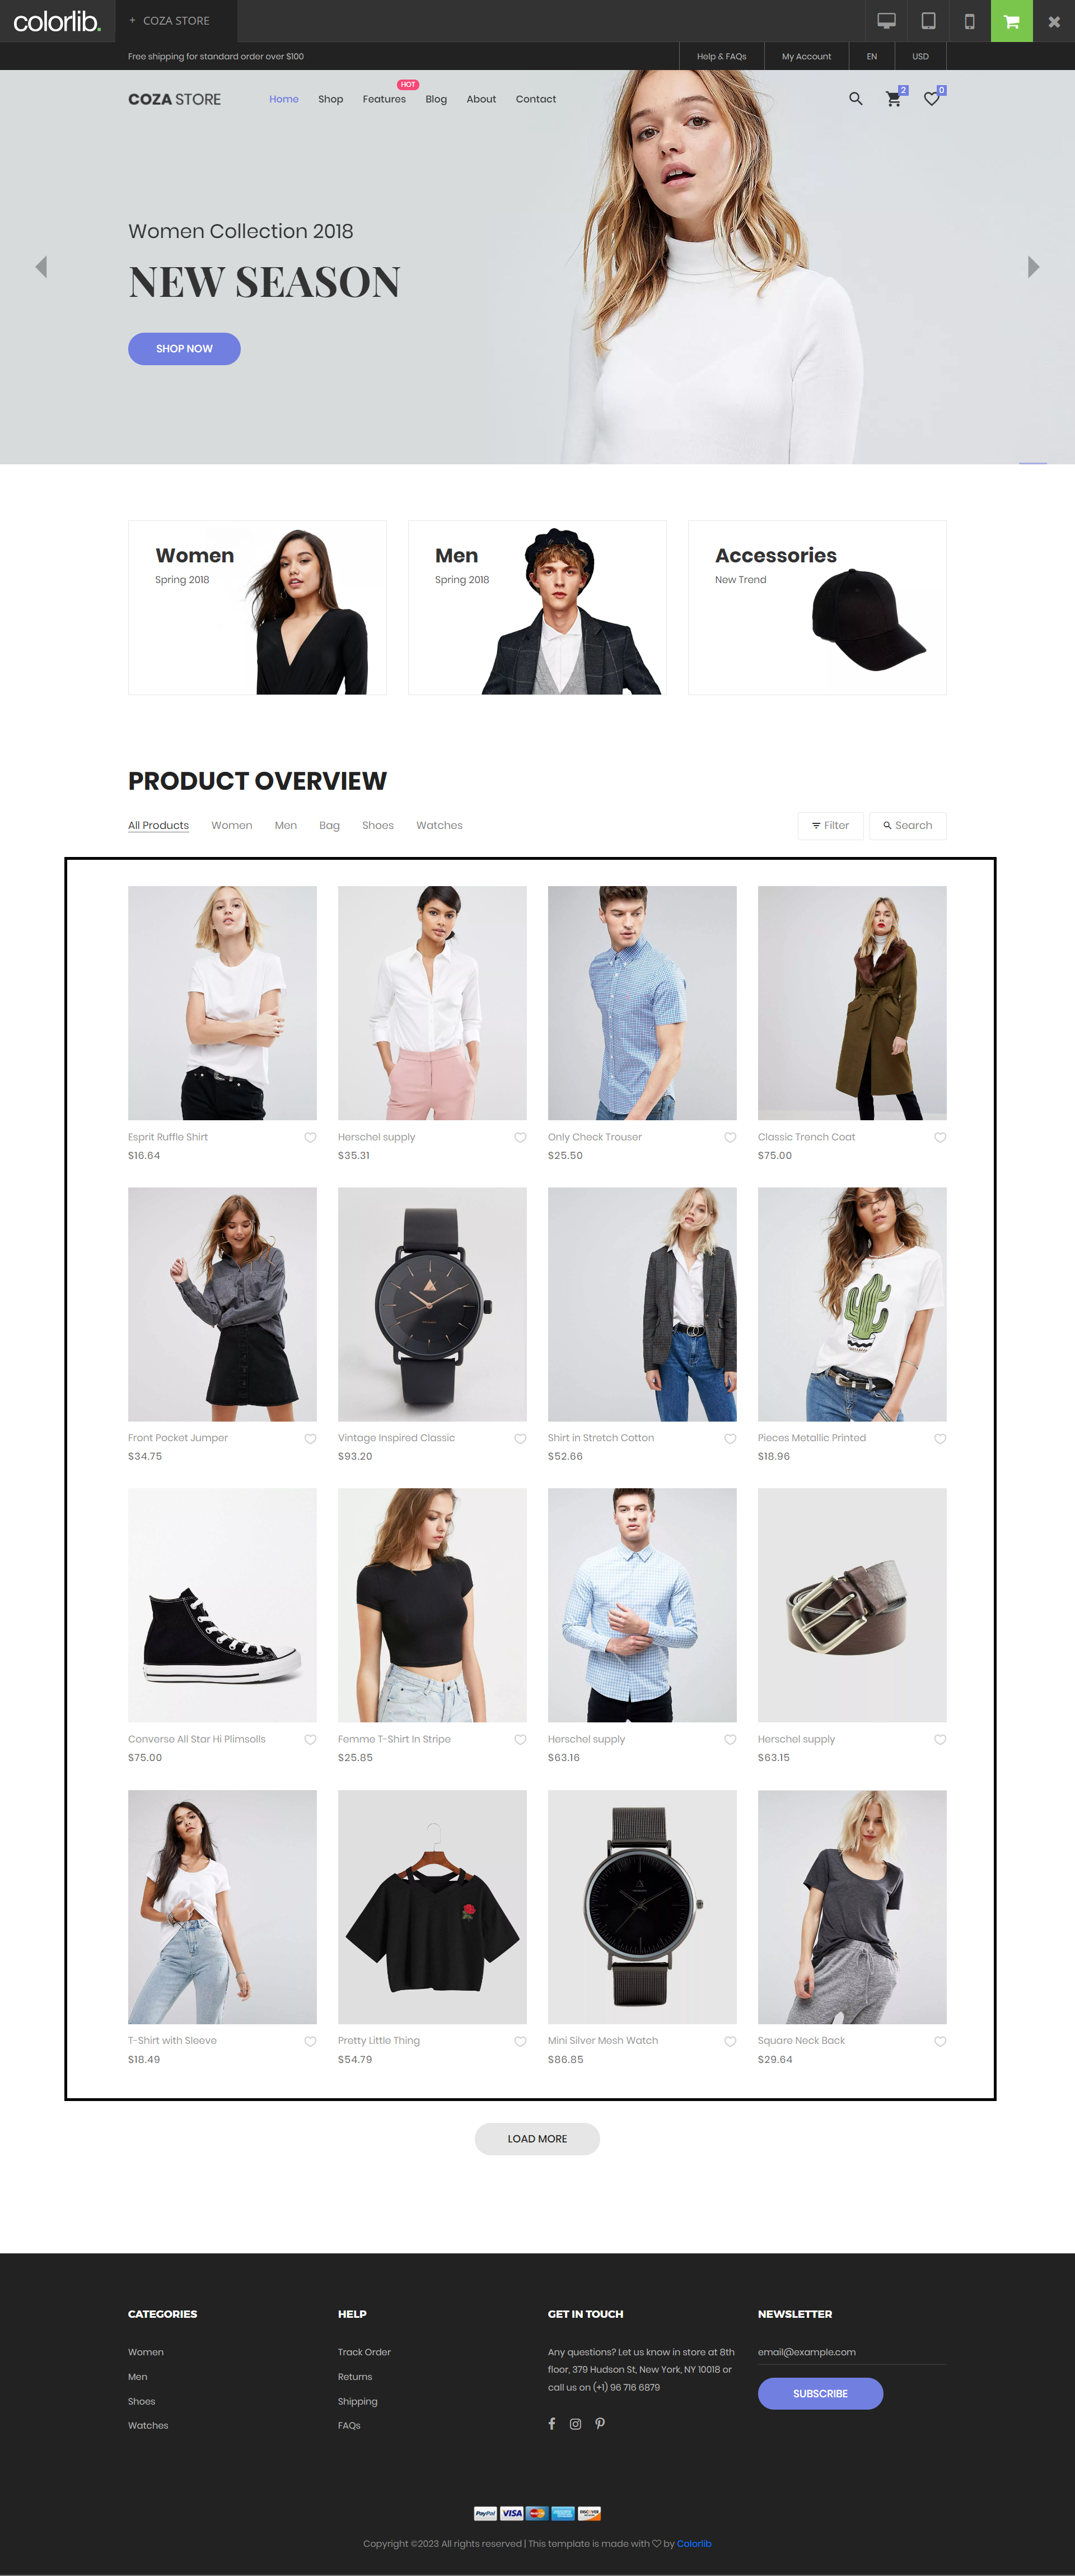 colorlib.
+ COZA STORE
Free shipping for standard order over $100
Help & FAQs
My Account
EN
USD
COZA STORE
Home
Shop
Features
HOT
Blog
About
Contact
2
0
Women Collection 2018
NEW SEASON
SHOP NOW
Women
Spring 2018
Men
Spring 2018
Accessories
New Trend
PRODUCT OVERVIEW
All Products
Women
Men
Bag
Shoes
Watches
Filter
Search
Esprit Ruffle Shirt
$16.64
Herschel supply
$35.31
Only Check Trouser
$25.50
Classic Trench Coat
$75.00
Front Pocket Jumper
$34.75
Vintage Inspired Classic
$93.20
Shirt in Stretch Cotton
$52.66
Pieces Metallic Printed
$18.96
Converse All Star Hi Plimsolls
$75.00
Femme T-Shirt In Stripe
$25.85
Herschel supply
$63.16
Herschel supply
$63.15
T-Shirt with Sleeve
$18.49
Pretty Little Thing
$54.79
Mini Silver Mesh Watch
$86.85
Square Neck Back
$29.64
LOAD MORE
CATEGORIES
Women
Men
Shoes
Watches
HELP
Track Order
Returns
Shipping
FAQs
GET IN TOUCH
Any questions? Let us know in store at 8th
floor, 379 Hudson St, New York, NY 10018 or
call us on (+1) 96 716 6879
NEWSLETTER
email@example.com
SUBSCRIBE
PayPal
VISA
MasterCard
DISCOVER
Copyright ©2023 All rights reserved | This template is made with ♡ by Colorlib